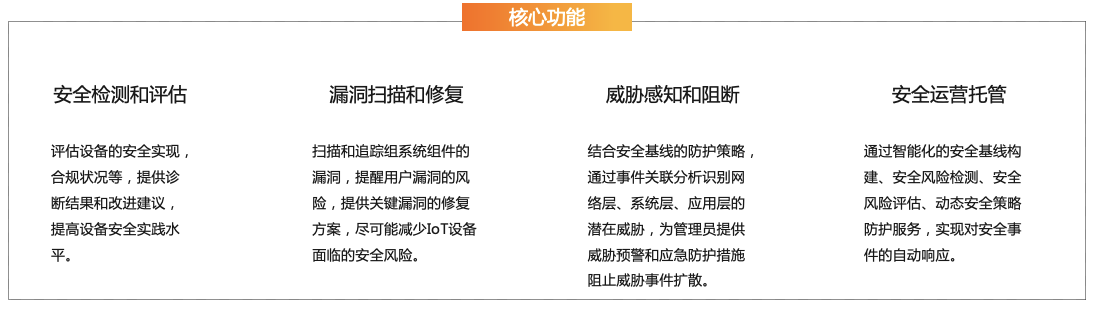 核心功能
安全检测和评估
评估设备的安全实现，
合规状况等，提供诊
断结果和改进建议，
提高设备安全实践水
平。
漏洞扫描和修复
扫描和追踪组系统组件的
漏洞，提醒用户漏洞的风
险，提供关键漏洞的修复
方案，尽可能减少IoT设备
面临的安全风险。
威胁感知和阻断
结合安全基线的防护策略，
通过事件关联分析识别网
络层、系统层、应用层的
潜在威胁，为管理员提供
威胁预警和应急防护措施
阻止威胁事件扩散。
安全运营托管
通过智能化的安全基线构
建、安全风险检测、安全
风险评估、动态安全策略
防护服务，实现对安全事
件的自动响应。